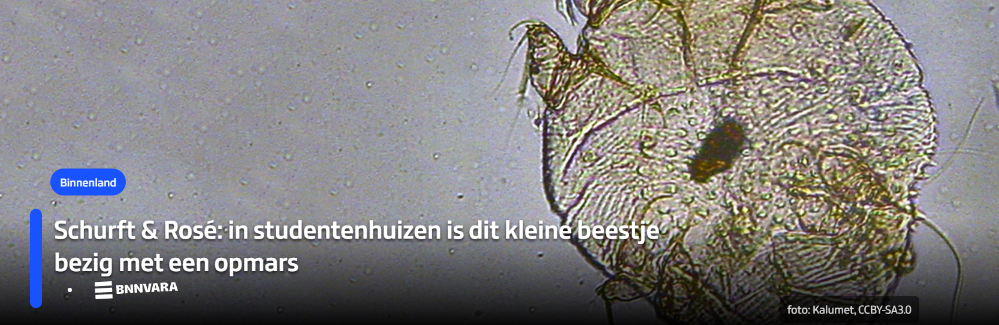 Binnenland
Schurft & Rosé: in studentenhuizen is dit kleine beestje
bezig met een opmars
• BNNVARA
foto: Kalumet, CCBY-SA3.0